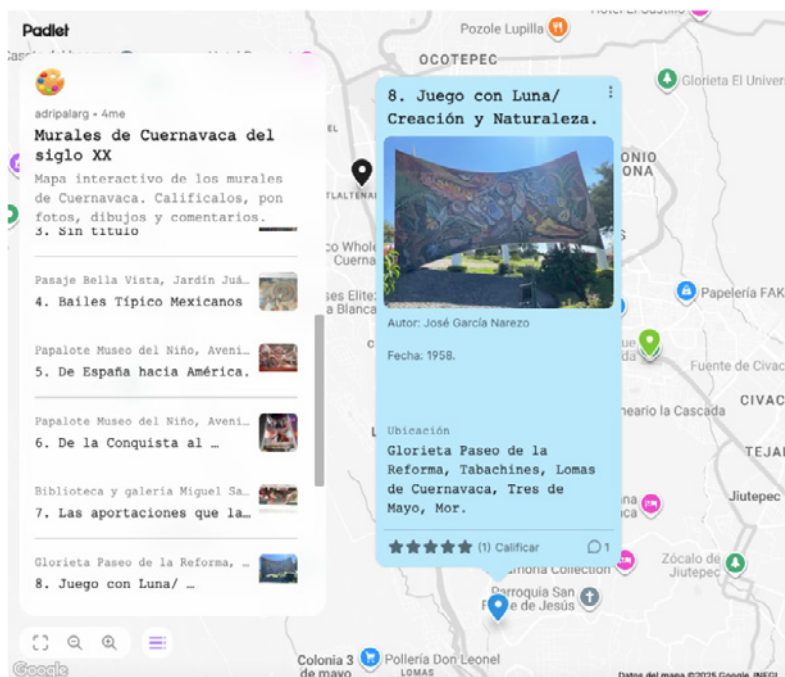 Padlet
adripalarg • 4me
Murales de Cuernavaca del
siglo XX
Mapa interactivo de los murales
de Cuernavaca. Califícalos, pon
fotos, dibujos y comentarios.
3. Sin título
Pasaje Bella Vista, Jardín Juá…
4. Bailes Típico Mexicanos
Papalote Museo del Niño, Aveni…
5. De España hacia América.
Papalote Museo del Niño, Aveni…
6. De la Conquista al …
Biblioteca y galería Miguel Sa…
7. Las aportaciones que la…
Glorieta Paseo de la Reforma, …
8. Juego con Luna/ …
8. Juego con Luna/
Creación y Naturaleza.
Autor: José García Narezo
Fecha: 1958.
Ubicación
Glorieta Paseo de la
Reforma, Tabachines, Lomas
de Cuernavaca, Tres de
Mayo, Mor.
(1) Calificar
1
Pozole Lupilla
OCOTEPEC
Glorieta El Univer
Papelería FAK
Fuente de Civac
CIVAC
neario la Cascada
TEJA
Jiutepec
Zócalo de
Jiutepec
Parroquia San
Felipe de Jesús
Colonia 3
de mayo
Pollería Don Leonel
LOMAS
Google
Datos del mapa ©2025 Google, INEGI